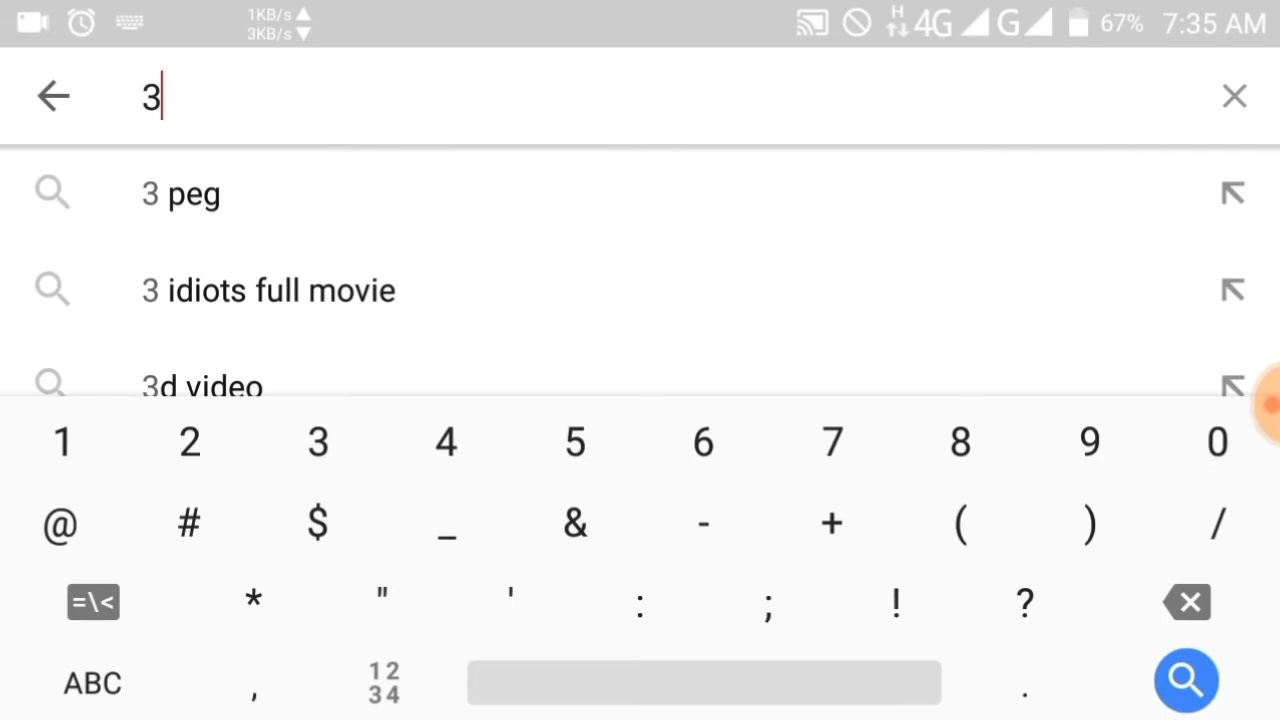 1KB/s
3KB/s
H 4G G 67% 7:35 AM
3
3 peg
3 idiots full movie
3d video
1 2 3 4 5 6 7 8 9 0
@ # $ _ & - + ( ) /
=\< * " ' : ; ! ?
ABC , 12 34 .